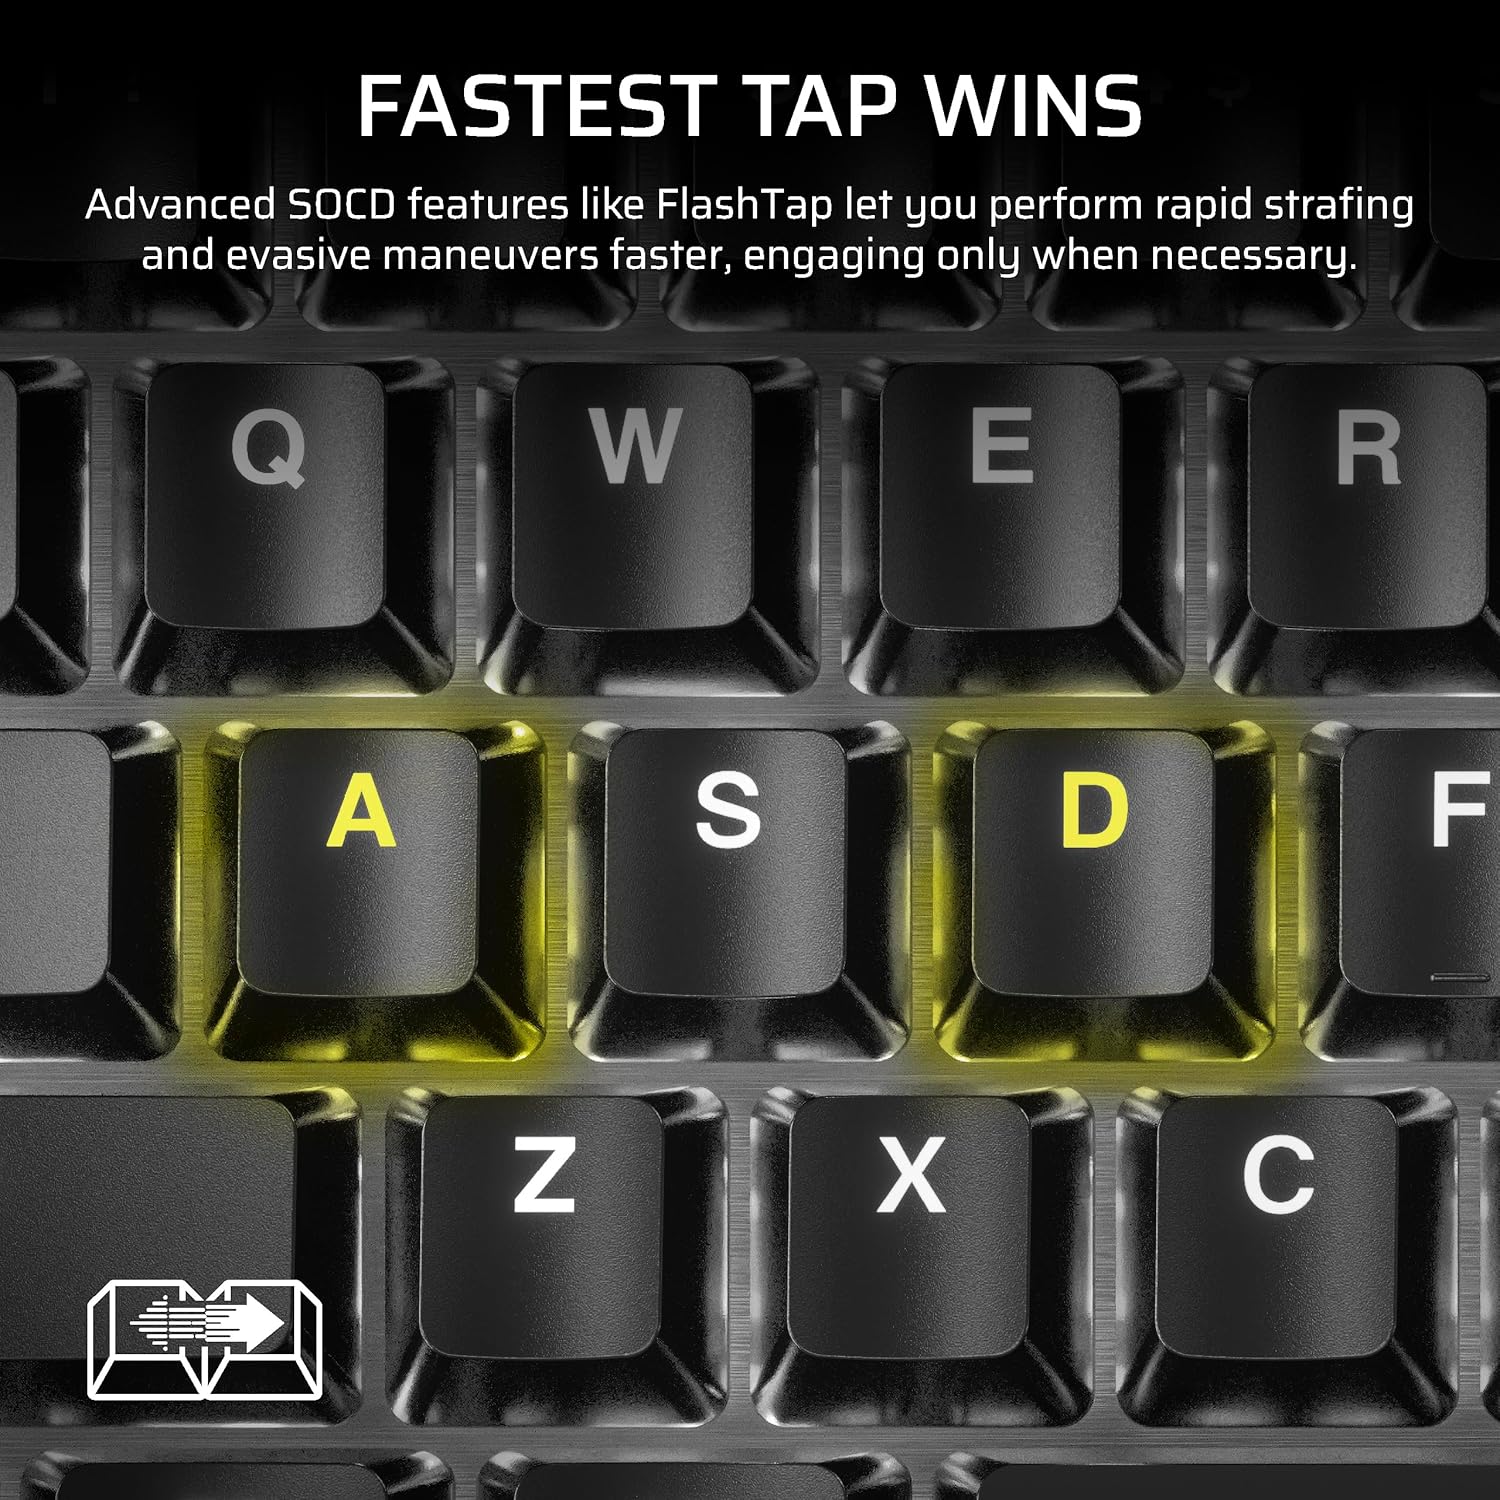 FASTEST TAP WINS
Advanced SOCD features like FlashTap let you perform rapid strafing
and evasive maneuvers faster, engaging only when necessary.
Q W E R
A S D F
Z X C